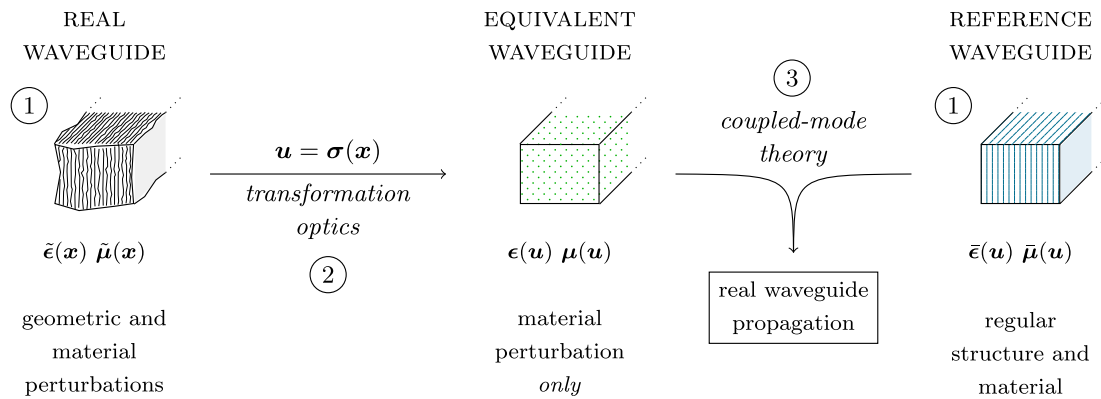 REAL
WAVEGUIDE
1
ϵ̃(x) μ̃(x)
geometric and
material
perturbations
u = σ(x)
transformation
optics
2
EQUIVALENT
WAVEGUIDE
ϵ(u) μ(u)
material
perturbation
only
3
coupled-mode
theory
real waveguide
propagation
REFERENCE
WAVEGUIDE
1
ϵ̄(u) μ̄(u)
regular
structure and
material